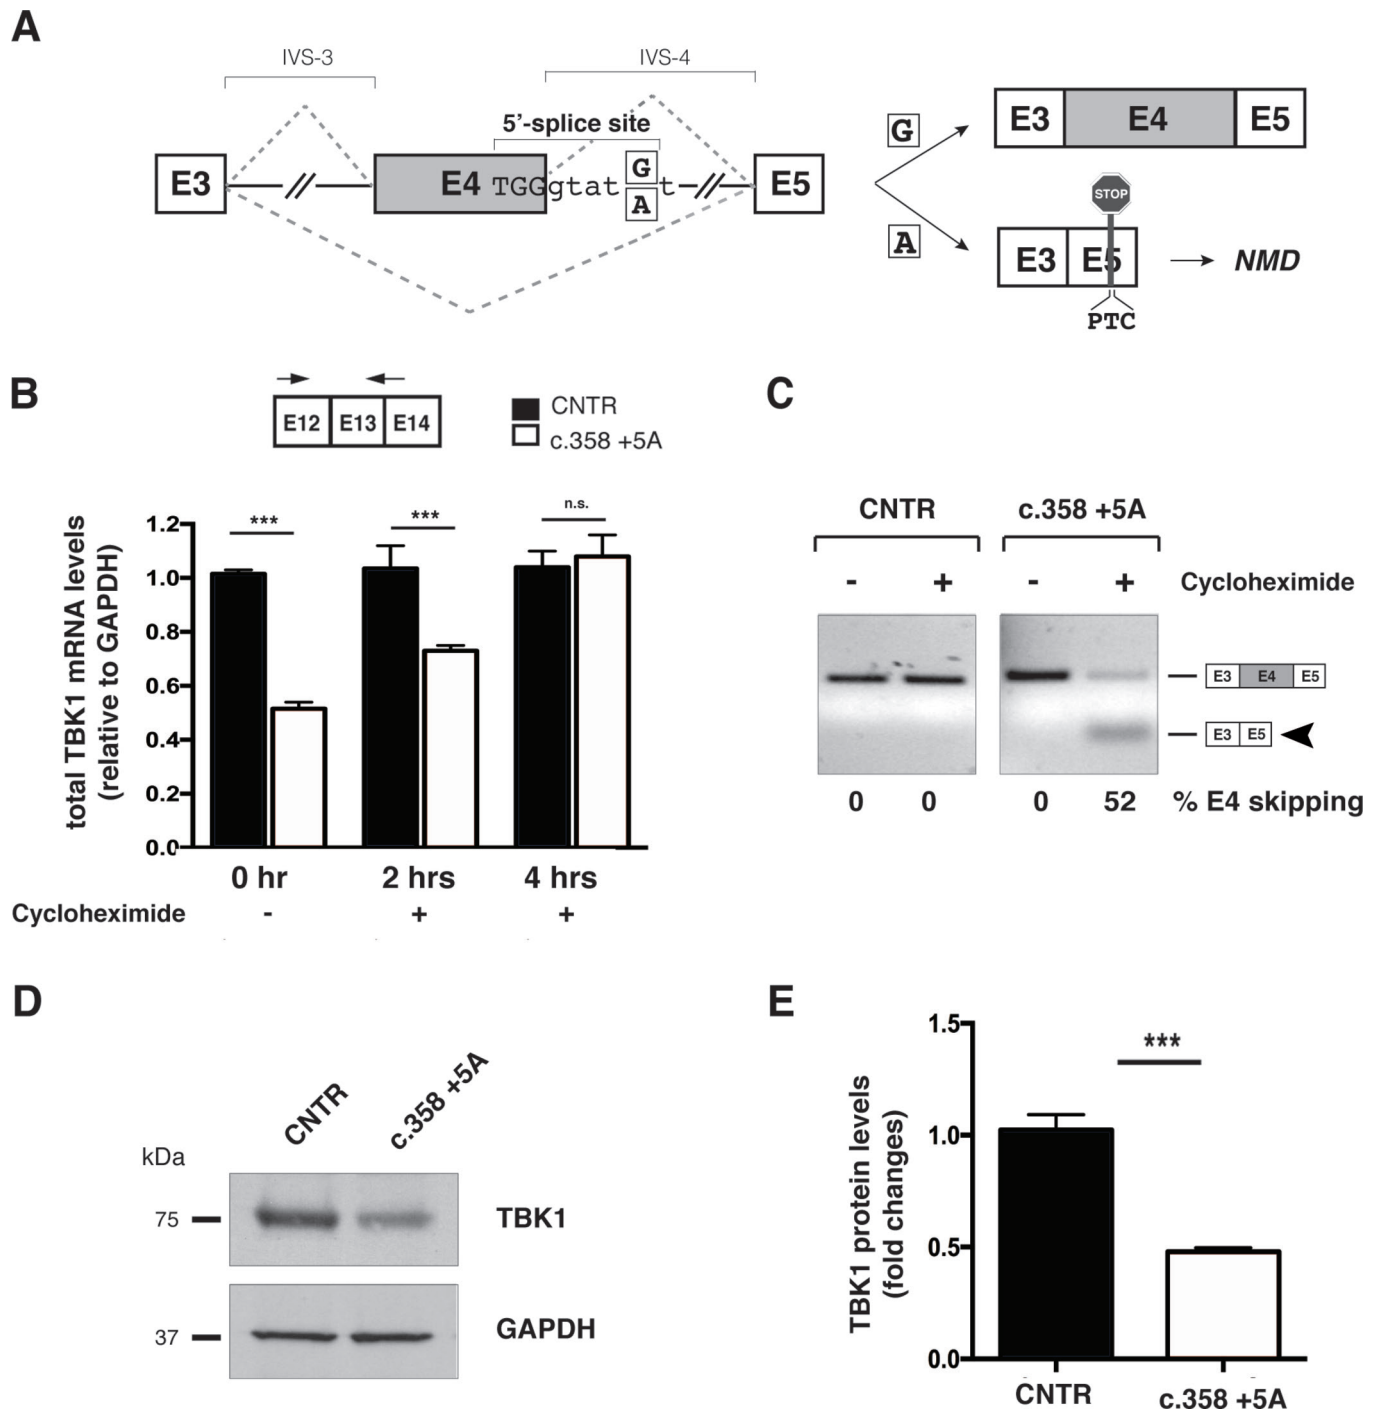 A
IVS-3
IVS-4
5'-splice site
E3
E4
TGGgtat
G
A
t
E5
G
E3 E4 E5
A
STOP
E3 E5
NMD
PTC
B
E12 E13 E14
CNTR
c.358 +5A
total TBK1 mRNA levels
(relative to GAPDH)
1.2
1.0
0.8
0.6
0.4
0.2
0.0
***
***
n.s.
0 hr 2 hrs 4 hrs
Cycloheximide - + +
C
CNTR c.358 +5A
- + - + Cycloheximide
E3 E4 E5
E3 E5
0 0 0 52 % E4 skipping
D
CNTR c.358 +5A
kDa
75 TBK1
37 GAPDH
E
TBK1 protein levels
(fold changes)
1.5
1.0
0.5
0.0
***
CNTR c.358 +5A